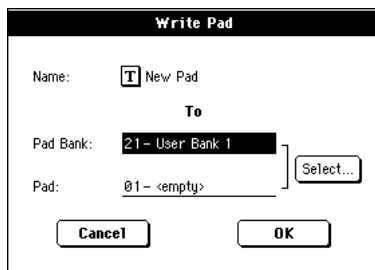 Write Pad
Name: T New Pad
To
Pad Bank: 21- User Bank 1
Select...
Pad: 01- <empty>
Cancel OK